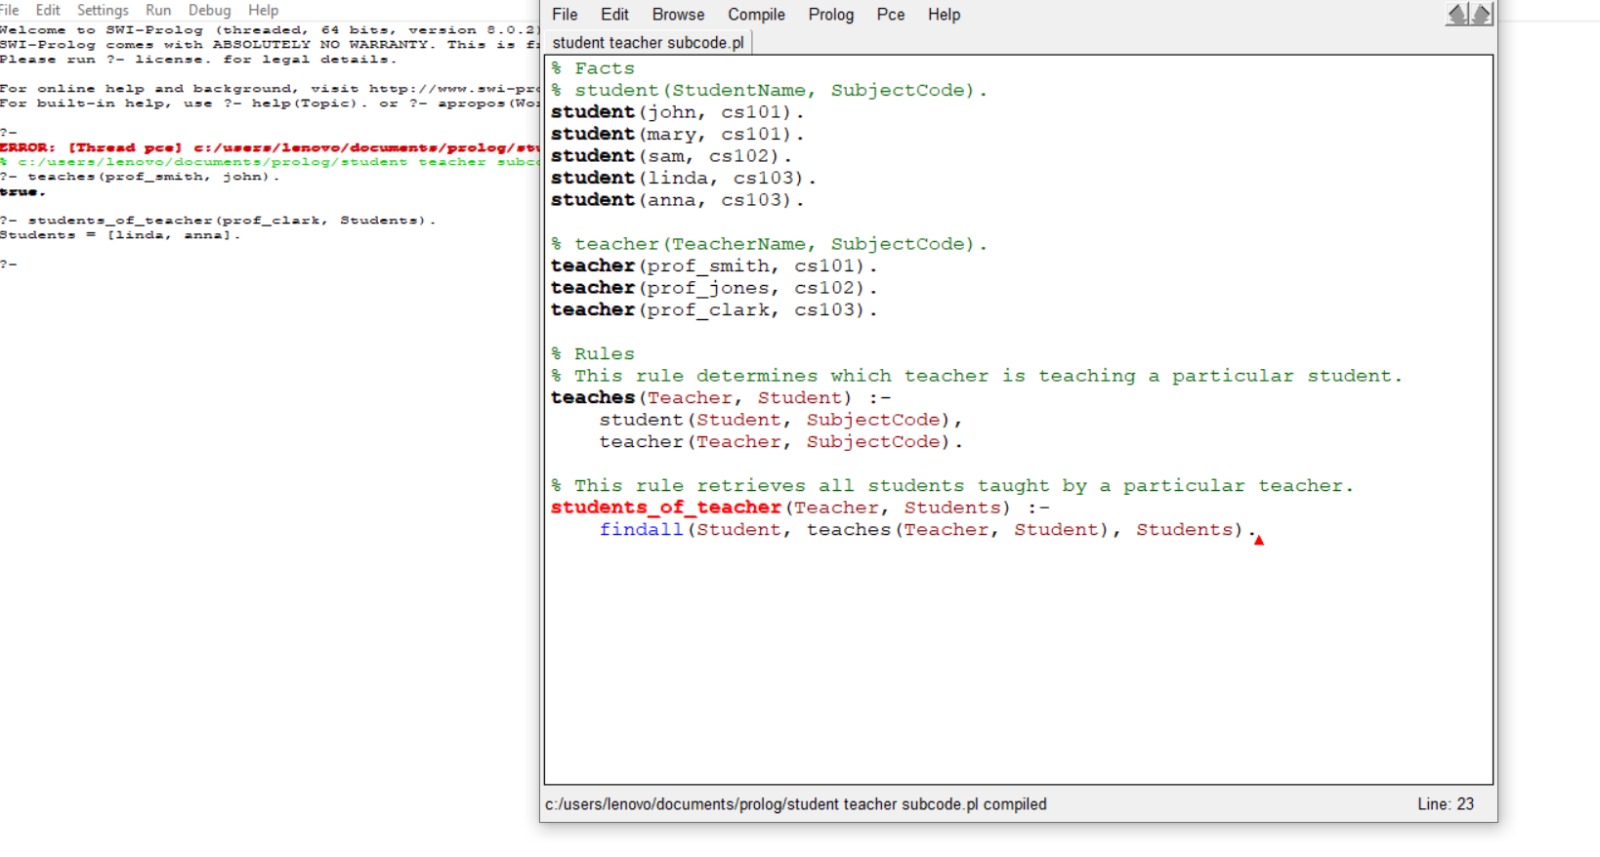 File Edit Settings Run Debug Help
Welcome to SWI-Prolog (threaded, 64 bits, version 8.0.2)
SWI-Prolog comes with ABSOLUTELY NO WARRANTY. This is
Please run ?- license. for legal details.
For online help and background, visit http://www.swi-pro
For built-in help, use ?- help(Topic). or ?- apropos(Wo
?-
ERROR: [Thread pce] c:/users/lenovo/documents/prolog/stu
% c:/users/lenovo/documents/prolog/student teacher subco
?- teaches(prof_smith, john).
true.
?- students_of_teacher(prof_clark, Students).
Students = [linda, anna].
?-
File Edit Browse Compile Prolog Pce Help
student teacher subcode.pl
% Facts
% student(StudentName, SubjectCode).
student(john, cs101).
student(mary, cs101).
student(sam, cs102).
student(linda, cs103).
student(anna, cs103).
% teacher(TeacherName, SubjectCode).
teacher(prof_smith, cs101).
teacher(prof_jones, cs102).
teacher(prof_clark, cs103).
% Rules
% This rule determines which teacher is teaching a particular student.
teaches(Teacher, Student) :-
student(Student, SubjectCode),
teacher(Teacher, SubjectCode).
% This rule retrieves all students taught by a particular teacher.
students_of_teacher(Teacher, Students) :-
findall(Student, teaches(Teacher, Student), Students).
c:/users/lenovo/documents/prolog/student teacher subcode.pl compiled
Line: 23